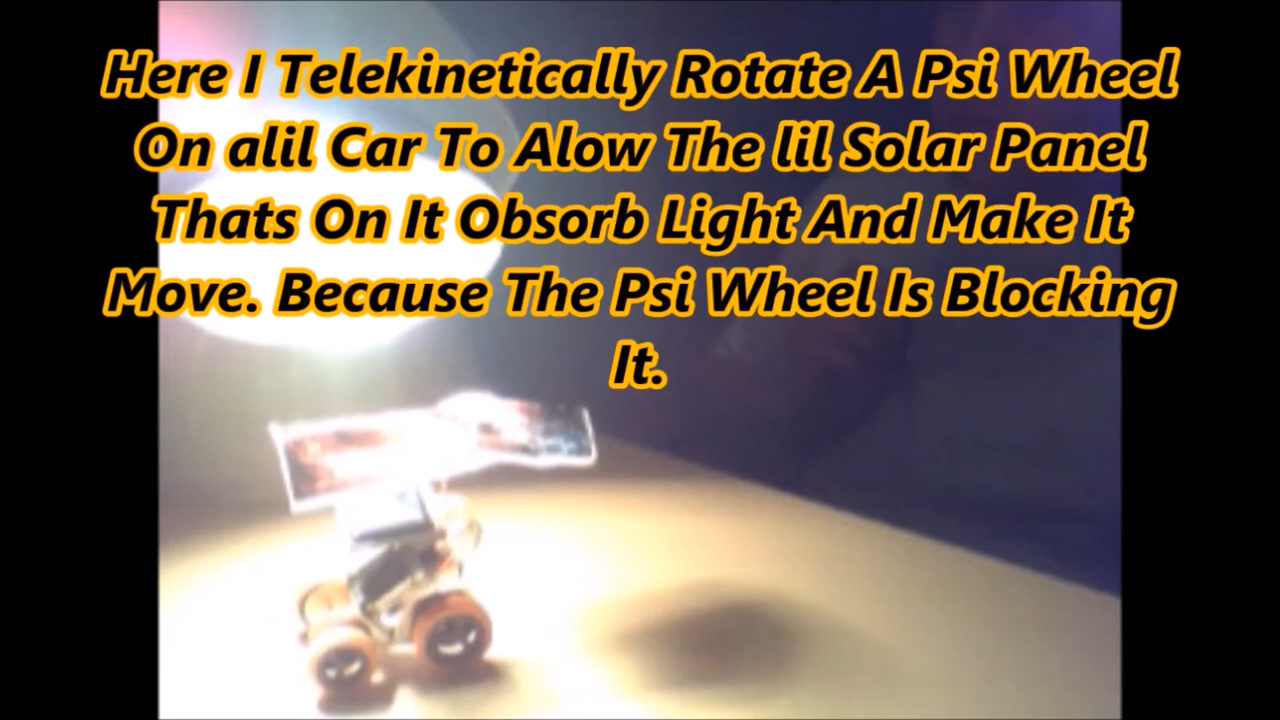 Here I Telekinetically Rotate A Psi Wheel
On alil Car To Alow The lil Solar Panel
Thats On It Obsorb Light And Make It
Move. Because The Psi Wheel Is Blocking
It.